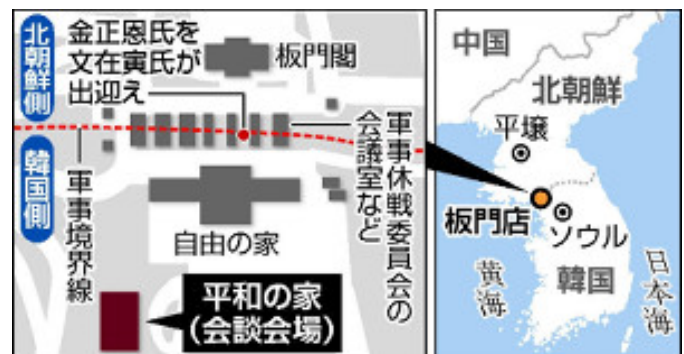 北朝鮮側
金正恩氏を
文在寅氏が
出迎え
板門閣
韓国側
軍事境界線
軍事休戦委員会の
会議室など
自由の家
平和の家
(会談会場)
中国
北朝鮮
平壌
板門店
ソウル
黄海
韓国
日本海